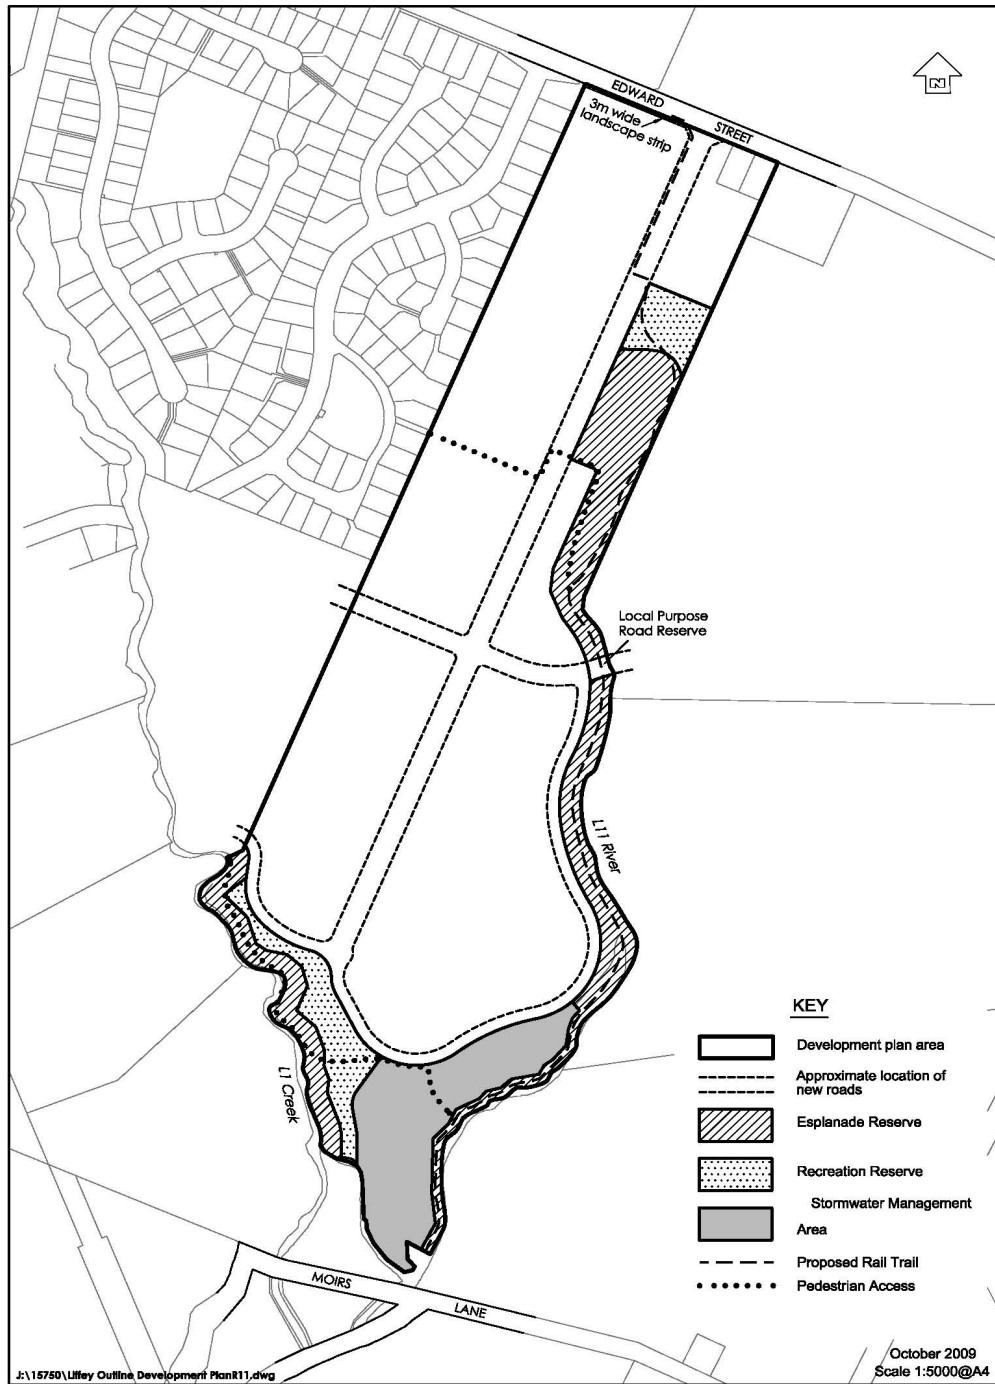 EDWARD STREET
N
3m wide
landscape strip
Local Purpose
Road Reserve
L11 River
L1 Creek
KEY
Development plan area
Approximate location of
new roads
Esplanade Reserve
Recreation Reserve
Stormwater Management
Area
Proposed Rail Trail
Pedestrian Access
MOIRS LANE
October 2009
Scale 1:5000@A4
J:\15750\Liffey Outline Development PlanR11.dwg